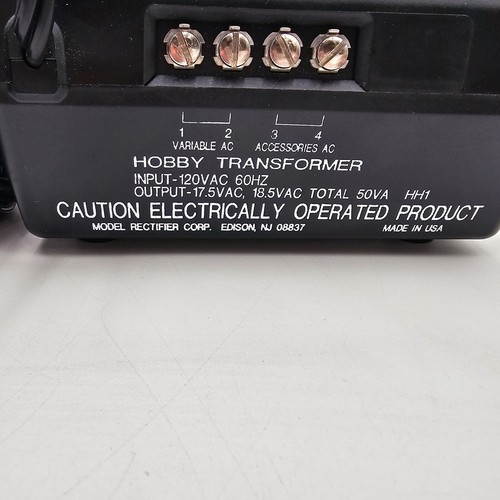 1 2 3 4
VARIABLE AC ACCESSORIES AC
HOBBY TRANSFORMER
INPUT-120VAC 60HZ
OUTPUT-17.5VAC, 18.5VAC TOTAL 50VA HH1
CAUTION ELECTRICALLY OPERATED PRODUCT
MODEL RECTIFIER CORP. EDISON, NJ 08837 MADE IN USA